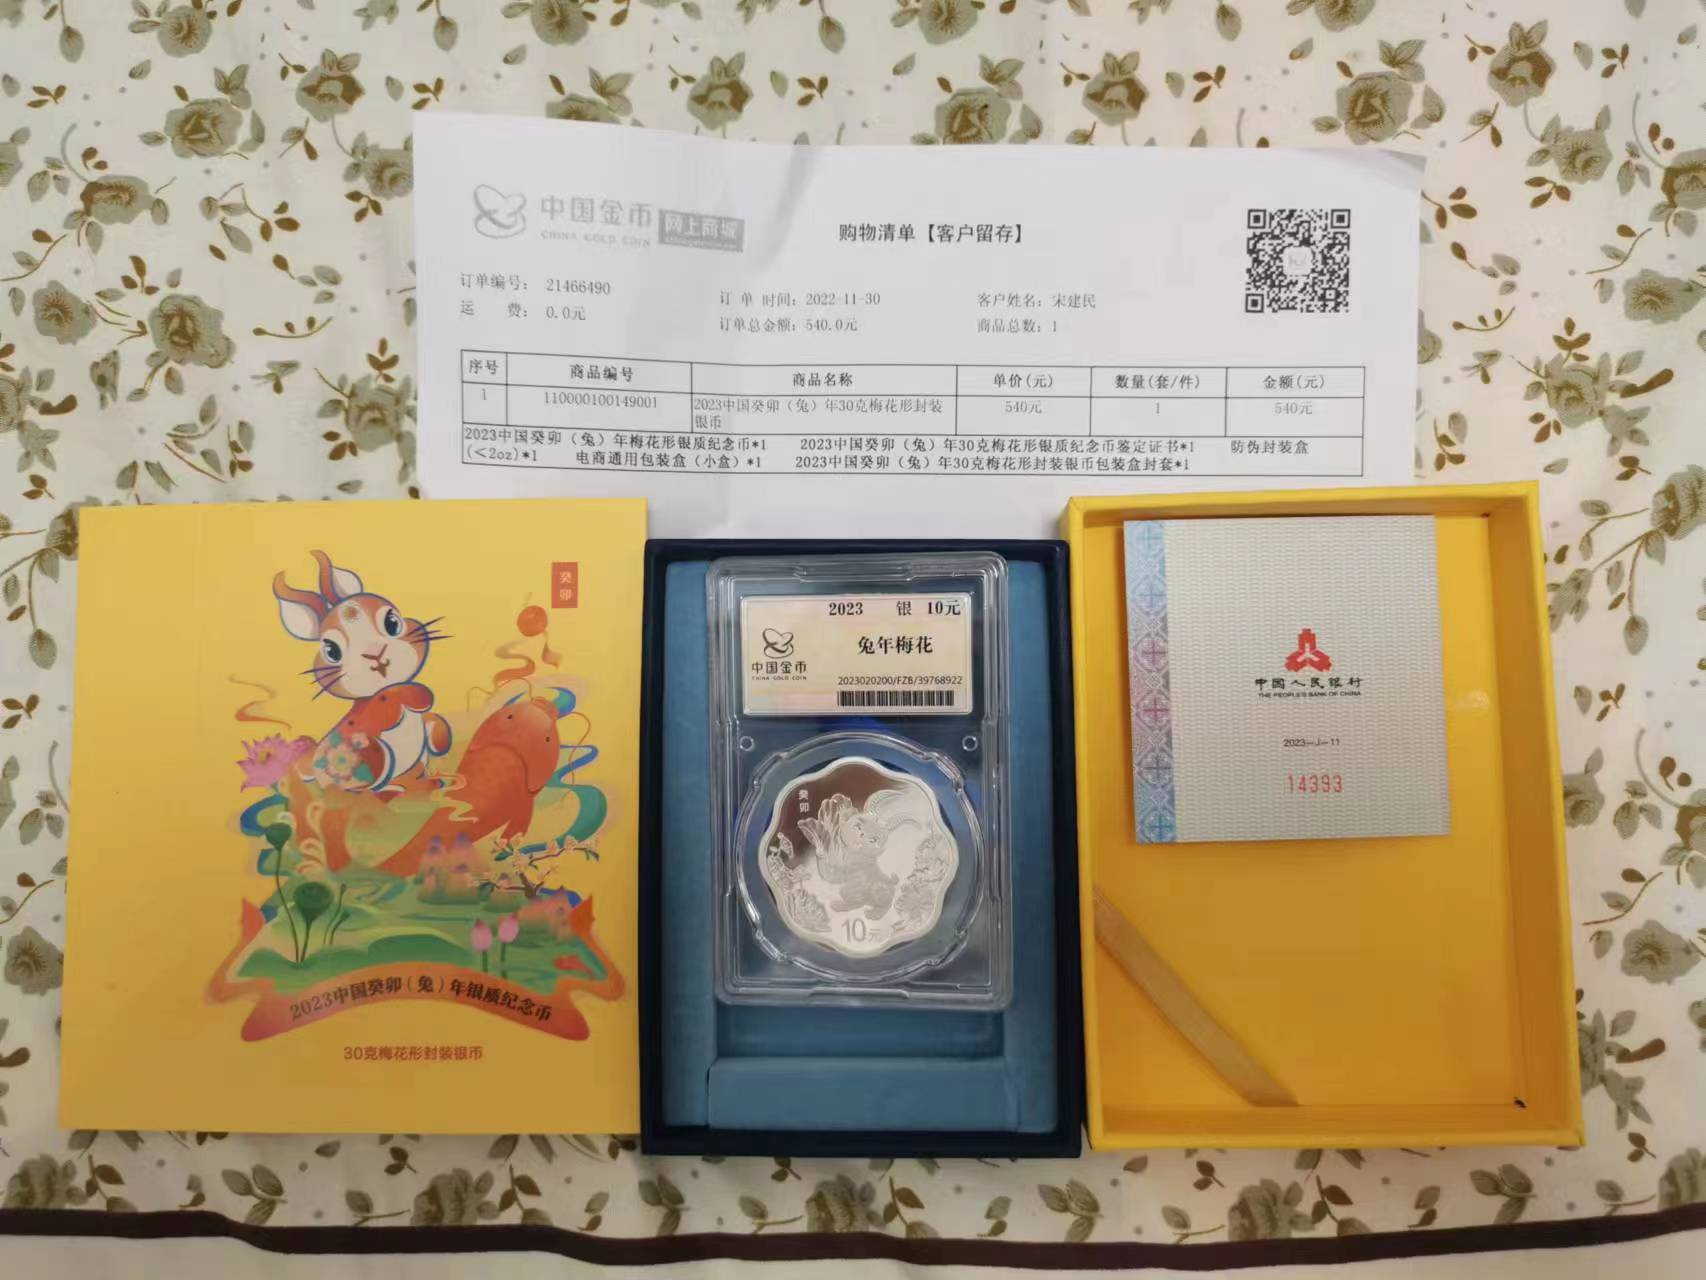 中国金币 网上商城
CHINA GOLD COIN
购物清单【客户留存】
订单编号： 21466490
订 单 时间：2022-11-30
客户姓名：宋建民
运 费： 0.0元
订单总金额：540.0元
商品总数：1
序号 商品编号 商品名称 单价(元) 数量(套/件) 金额(元)
1 110000100149001 2023中国癸卯（兔）年30克梅花形封装 540元 1 540元
银币
2023中国癸卯（兔）年梅花形银质纪念币*1 2023中国癸卯（兔）年30克梅花形银质纪念币鉴定证书*1 防伪封装盒
(＜2oz)*1 电商通用包装盒（小盒）*1 2023中国癸卯（兔）年30克梅花形封装银币包装盒封套*1
癸
卯
2023中国癸卯（兔）年银质纪念币
30克梅花形封装银币
2023 银 10元
兔年梅花
中国金币
CHINA GOLD COIN
2023020200/FZB/39768922
癸
卯
10元
中国人民银行
THE PEOPLE'S BANK OF CHINA
2023-J-11
14393